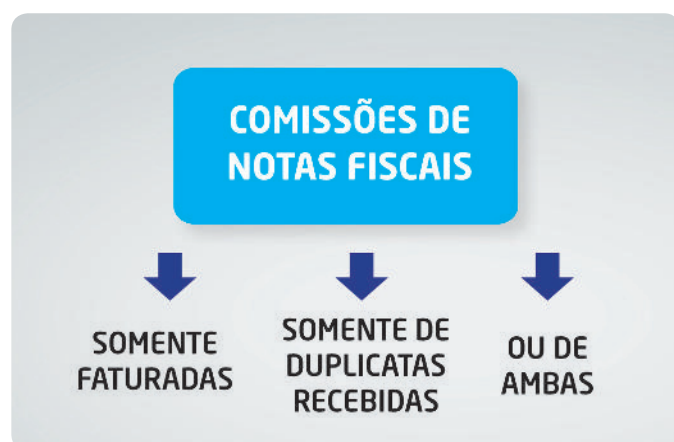 COMISSÕES DE
NOTAS FISCAIS
SOMENTE
FATURADAS
SOMENTE DE
DUPLICATAS
RECEBIDAS
OU DE
AMBAS